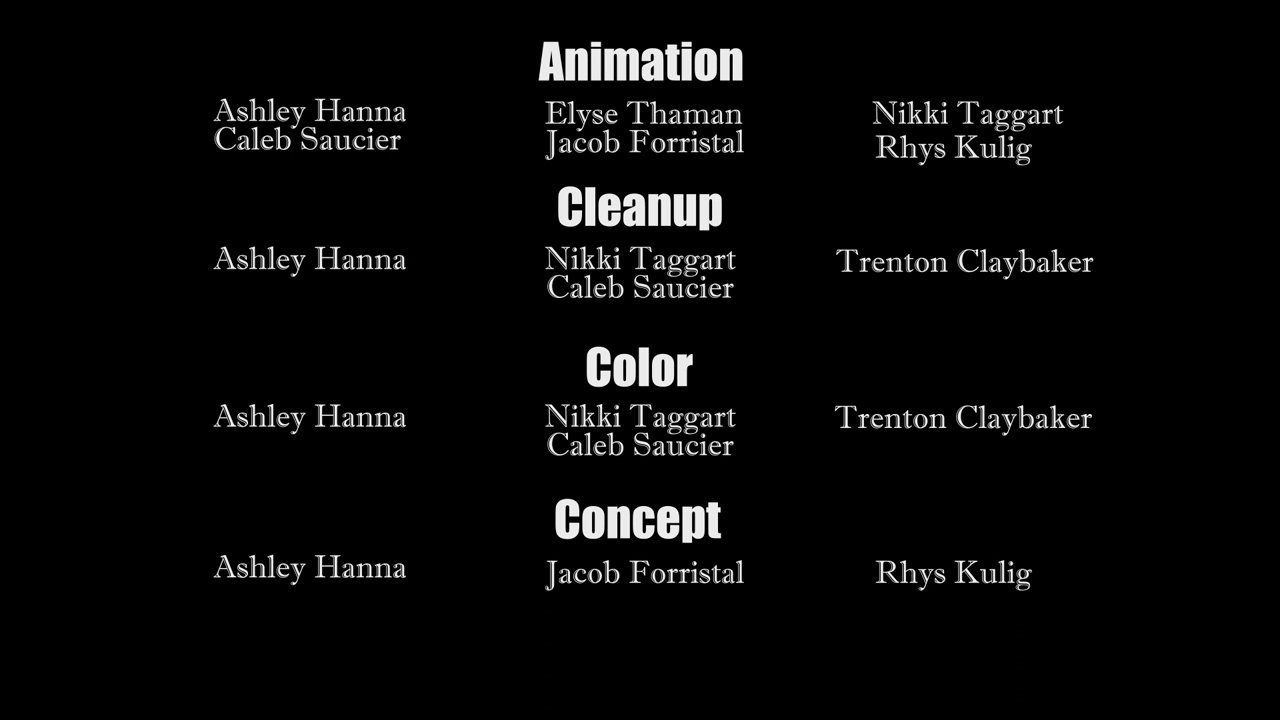 Animation
Ashley Hanna Elyse Thaman Nikki Taggart
Caleb Saucier Jacob Forristal Rhys Kulig
Cleanup
Ashley Hanna Nikki Taggart Trenton Claybaker
Caleb Saucier
Color
Ashley Hanna Nikki Taggart Trenton Claybaker
Caleb Saucier
Concept
Ashley Hanna Jacob Forristal Rhys Kulig